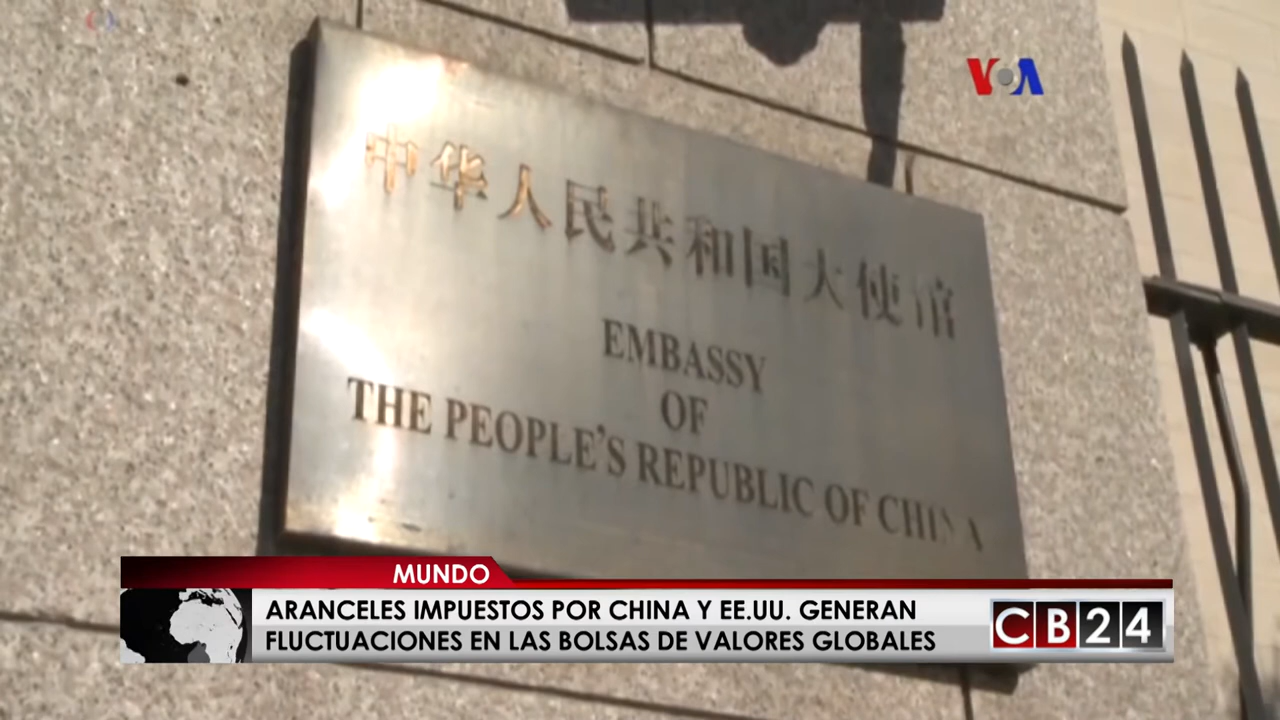 VOA
中华人民共和国大使馆
EMBASSY
OF
THE PEOPLE'S REPUBLIC OF CHINA
MUNDO
ARANCELES IMPUESTOS POR CHINA Y EE.UU. GENERAN
FLUCTUACIONES EN LAS BOLSAS DE VALORES GLOBALES
CB24